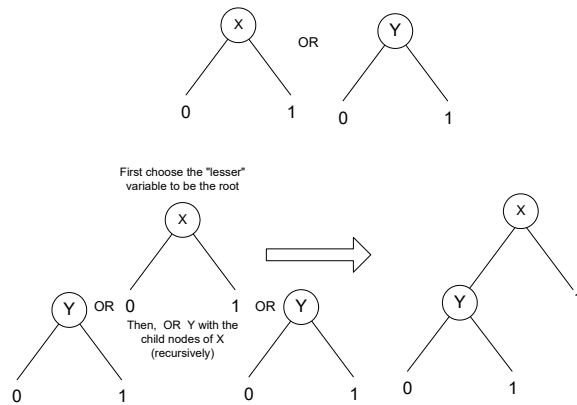 X
OR
Y
0
1
0
1
First choose the "lesser"
variable to be the root
X
X
Y
OR
0
1
OR
Y
Y
1
Then, OR Y with the
child nodes of X
(recursively)
0
1
0
1
0
1